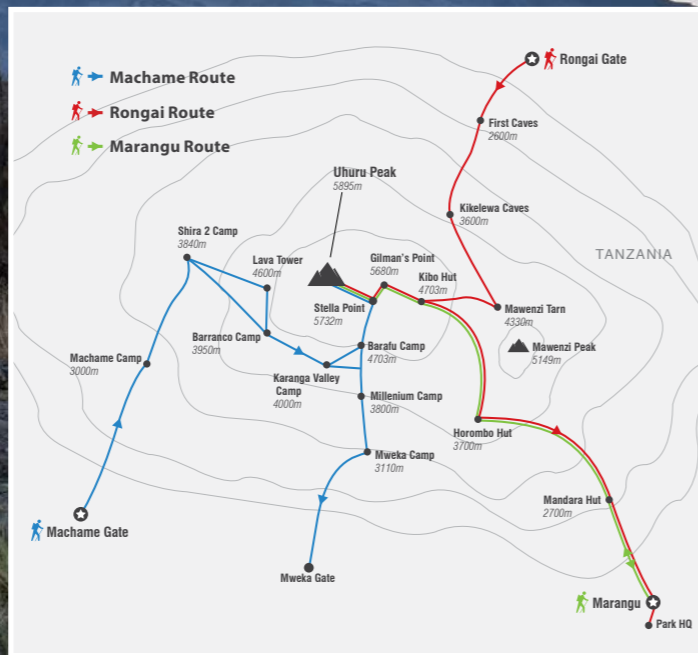 Machame Route
Rongai Route
Marangu Route
Rongai Gate
First Caves
2600m
Uhuru Peak
5895m
Kikelewa Caves
3600m
Shira 2 Camp
3840m
TANZANIA
Lava Tower
4600m
Gilman's Point
5680m
Kibo Hut
4703m
Stella Point
5732m
Mawenzi Tarn
4330m
Barranco Camp
3950m
Mawenzi Peak
5149m
Machame Camp
3000m
Barafu Camp
4703m
Karanga Valley
Camp
4000m
Millenium Camp
3800m
Horombo Hut
3700m
Mweka Camp
3110m
Mandara Hut
2700m
Machame Gate
Mweka Gate
Marangu
Park HQ